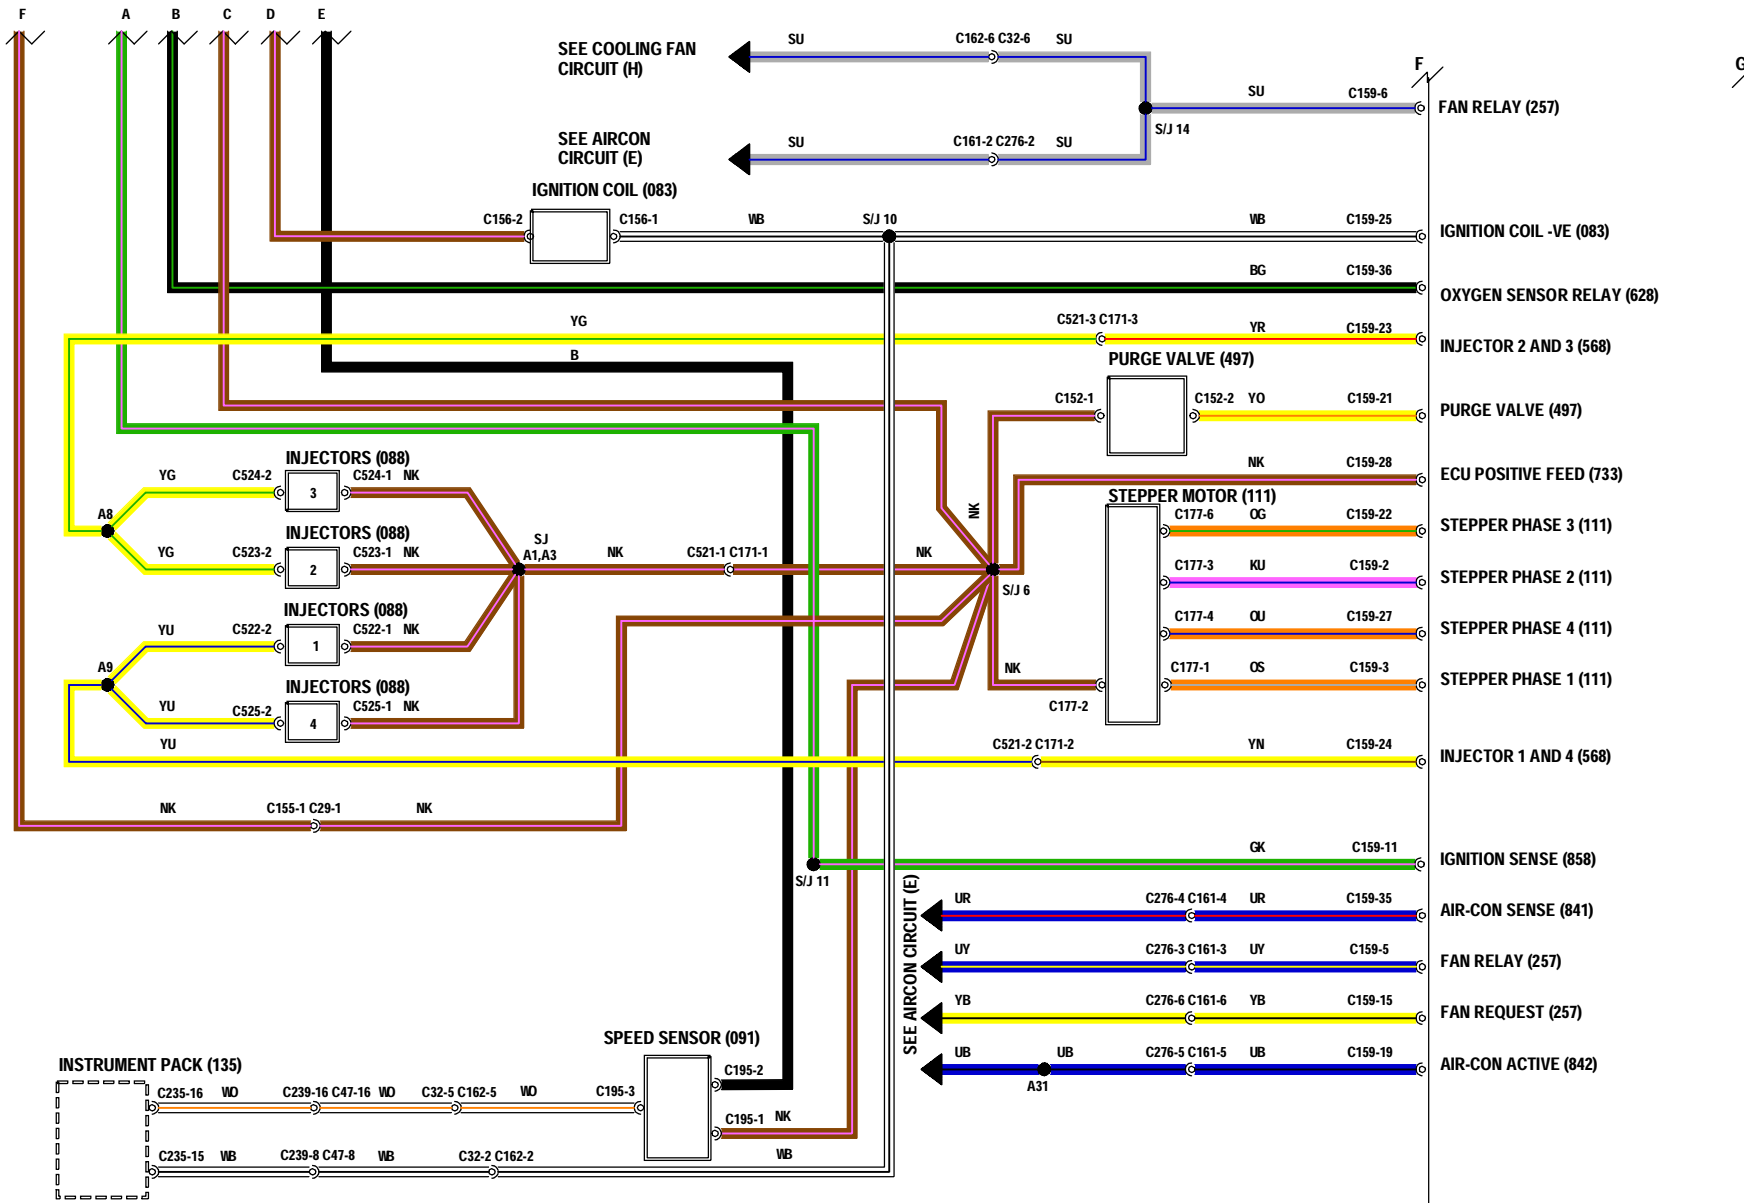 F A B C D E
SEE COOLING FAN
CIRCUIT (H)
SU C162-6 C32-6 SU
F
G
SU C159-6
FAN RELAY (257)
S/J 14
SEE AIRCON
CIRCUIT (E)
SU C161-2 C276-2 SU
IGNITION COIL (083)
C156-2 C156-1 WB S/J 10 WB C159-25
IGNITION COIL -VE (083)
BG C159-36
OXYGEN SENSOR RELAY (628)
YG C521-3 C171-3 YR C159-23
INJECTOR 2 AND 3 (568)
B
PURGE VALVE (497)
C152-1 C152-2 YO C159-21
PURGE VALVE (497)
INJECTORS (088)
YG C524-2 3 C524-1 NK
NK C159-28
ECU POSITIVE FEED (733)
STEPPER MOTOR (111)
NK
A8
C177-6 OG C159-22
STEPPER PHASE 3 (111)
INJECTORS (088)
YG C523-2 2 C523-1 NK
SJ
A1,A3
NK C521-1 C171-1 NK
S/J 6
C177-3 KU C159-2
STEPPER PHASE 2 (111)
INJECTORS (088)
YU C522-2 1 C522-1 NK
C177-4 OU C159-27
STEPPER PHASE 4 (111)
A9
NK
C177-2
C177-1 OS C159-3
STEPPER PHASE 1 (111)
INJECTORS (088)
YU C525-2 4 C525-1 NK
YU C521-2 C171-2 YN C159-24
INJECTOR 1 AND 4 (568)
NK C155-1 C29-1 NK
S/J 11
GK C159-11
IGNITION SENSE (858)
SEE AIRCON CIRCUIT (E)
UR C276-4 C161-4 UR C159-35
AIR-CON SENSE (841)
UY C276-3 C161-3 UY C159-5
FAN RELAY (257)
YB C276-6 C161-6 YB C159-15
FAN REQUEST (257)
UB UB C276-5 C161-5 UB C159-19
AIR-CON ACTIVE (842)
A31
SPEED SENSOR (091)
C195-2
INSTRUMENT PACK (135)
C235-16 WO C239-16 C47-16 WO C32-5 C162-5 WO C195-3
C195-1 NK
C235-15 WB C239-8 C47-8 WB C32-2 C162-2 WB